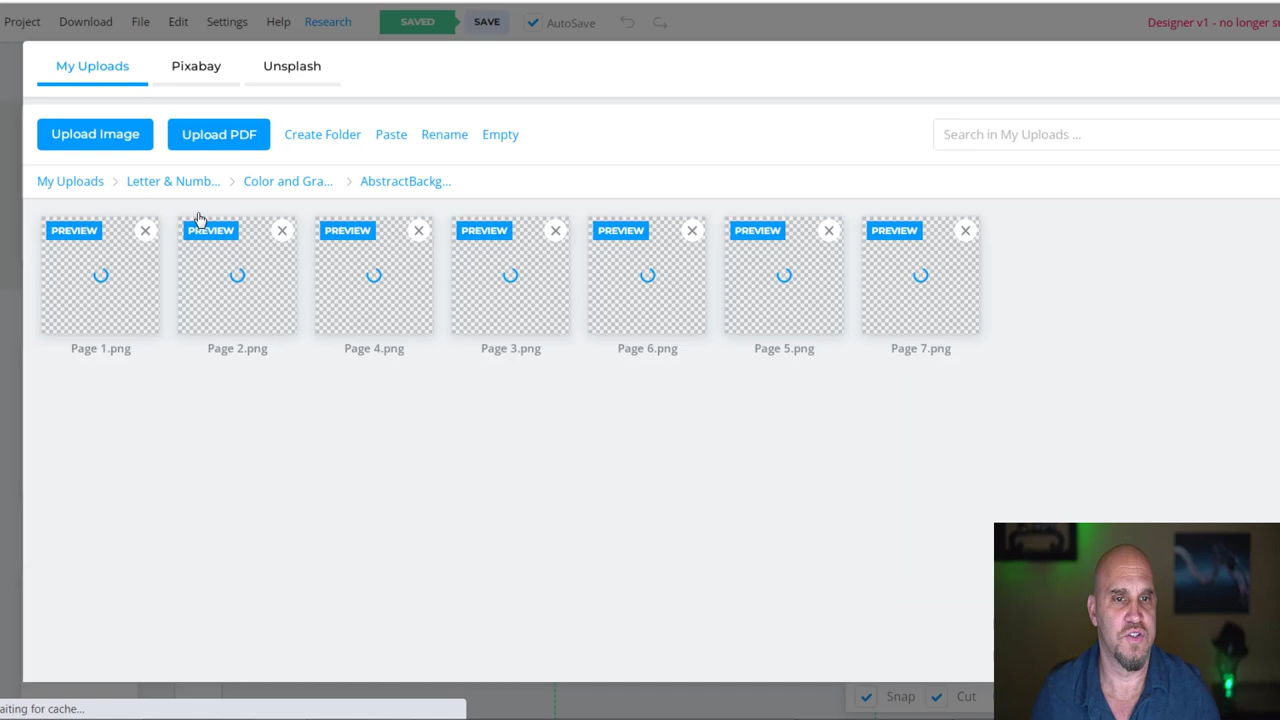 Project Download File Edit Settings Help Research SAVED SAVE AutoSave Designer v1 - no longer su
My Uploads Pixabay Unsplash
Upload Image Upload PDF Create Folder Paste Rename Empty Search in My Uploads ...
My Uploads Letter & Numb... Color and Gra... AbstractBackg...
PREVIEW PREVIEW PREVIEW PREVIEW PREVIEW PREVIEW PREVIEW
Page 1.png Page 2.png Page 4.png Page 3.png Page 6.png Page 5.png Page 7.png
Snap Cut
aiting for cache...